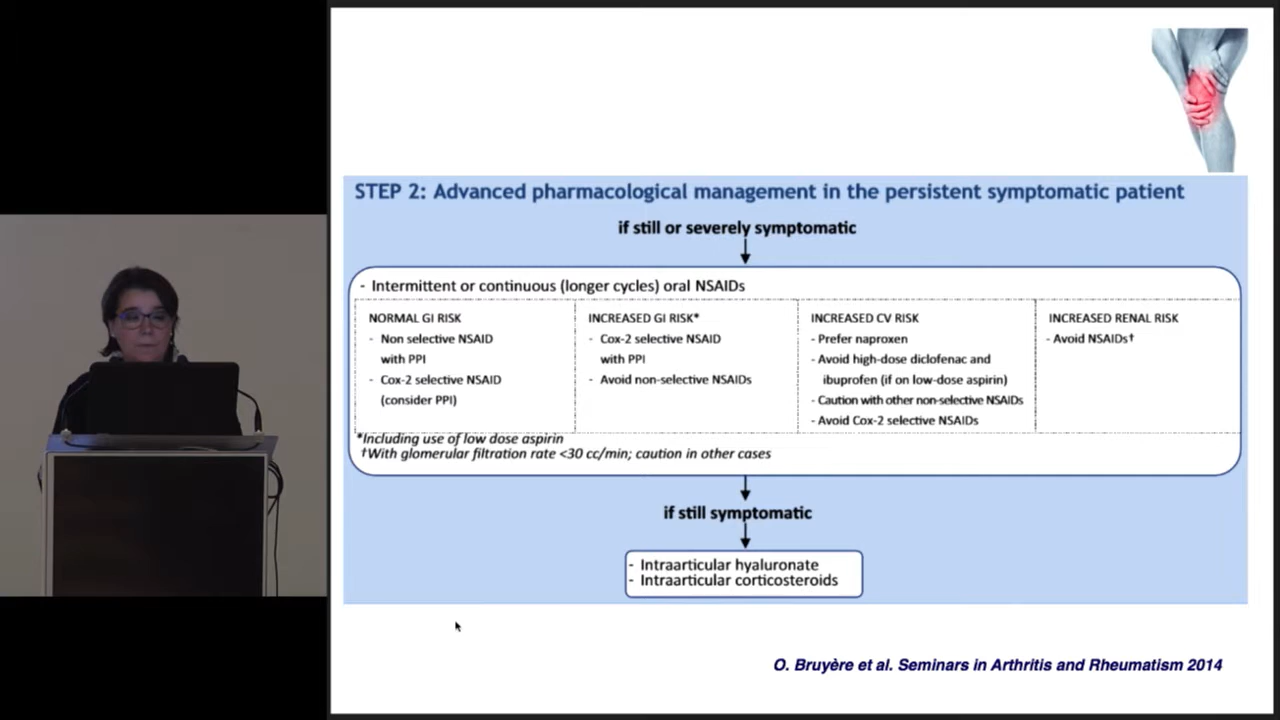 STEP 2: Advanced pharmacological management in the persistent symptomatic patient
if still or severely symptomatic
- Intermittent or continuous (longer cycles) oral NSAIDs
NORMAL GI RISK
- Non selective NSAID
with PPI
- Cox-2 selective NSAID
(consider PPI)
INCREASED GI RISK*
- Cox-2 selective NSAID
with PPI
- Avoid non-selective NSAIDs
INCREASED CV RISK
- Prefer naproxen
- Avoid high-dose diclofenac and
ibuprofen (if on low-dose aspirin)
- Caution with other non-selective NSAIDs
- Avoid Cox-2 selective NSAIDs
INCREASED RENAL RISK
- Avoid NSAIDs†
*Including use of low dose aspirin
†With glomerular filtration rate <30 cc/min; caution in other cases
if still symptomatic
- Intraarticular hyaluronate
- Intraarticular corticosteroids
O. Bruyère et al. Seminars in Arthritis and Rheumatism 2014